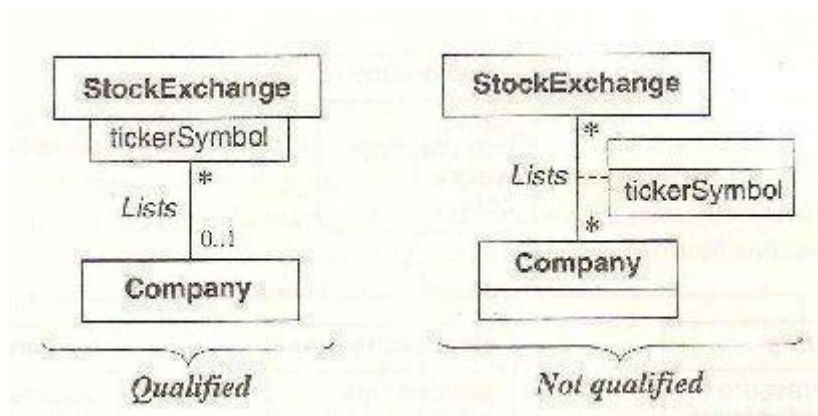 StockExchange
tickerSymbol
*
Lists
0..1
Company
Qualified
StockExchange
*
Lists
tickerSymbol
*
Company
Not qualified